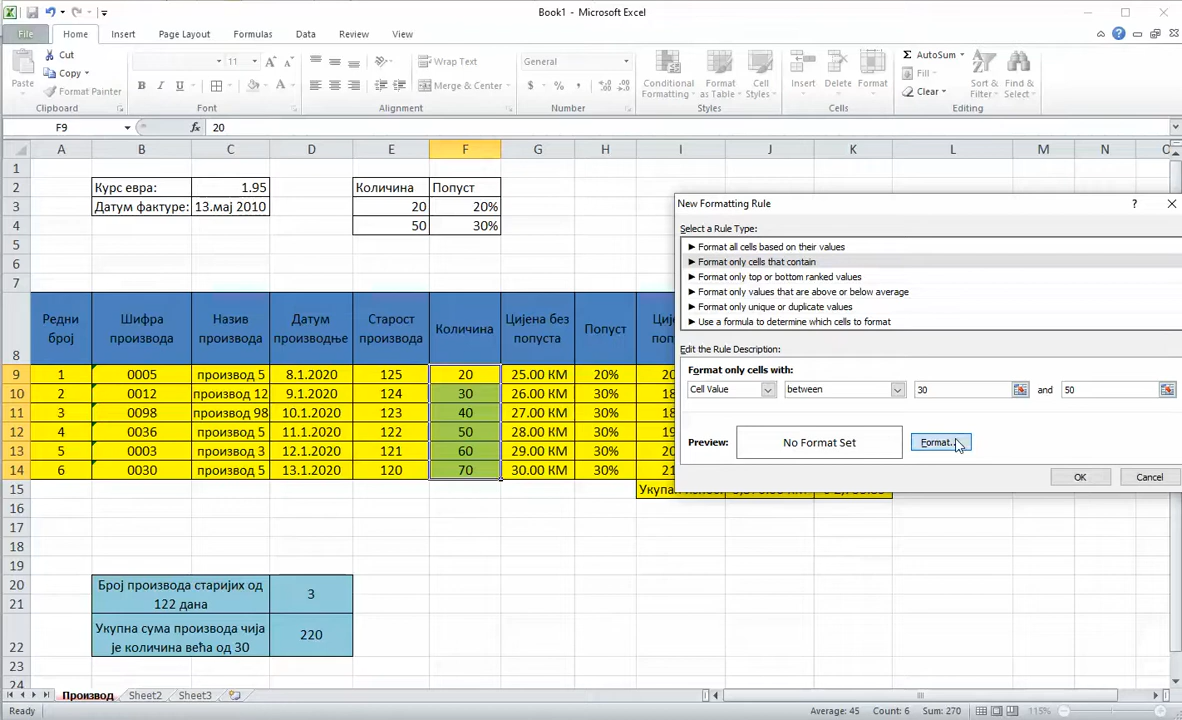 Book1 - Microsoft Excel
File Home Insert Page Layout Formulas Data Review View
Cut
Copy
Format Painter
Paste
Clipboard
11
Font
Wrap Text
Merge & Center
Alignment
General
Number
Conditional Formatting
Format as Table
Cell Styles
Styles
Insert
Delete
Format
Cells
AutoSum
Fill
Clear
Sort & Filter
Find & Select
Editing
F9
fx 20
A B C D E F G H I J K L M N
1
2 Курс евра: 1.95 Количина Попуст
3 Датум фактуре: 13.мај 2010 20 20%
4 50 30%
5
6
7
8 Редни број Шифра производа Назив производа Датум производње Старост производа Количина Цијена без попуста Попуст
9 1 0005 производ 5 8.1.2020 125 20 25.00 КМ 20%
10 2 0012 производ 12 9.1.2020 124 30 26.00 КМ 30%
11 3 0098 производ 98 10.1.2020 123 40 27.00 КМ 30%
12 4 0036 производ 5 11.1.2020 122 50 28.00 КМ 30%
13 5 0003 производ 3 12.1.2020 121 60 29.00 КМ 30%
14 6 0030 производ 5 13.1.2020 120 70 30.00 КМ 30%
15
16
17
18
19
20
21
22
23
24
Број производа старијих од
122 дана
3
Укупна сума производа чија
је количина већа од 30
220
New Formatting Rule
Select a Rule Type:
► Format all cells based on their values
► Format only cells that contain
► Format only top or bottom ranked values
► Format only values that are above or below average
► Format only unique or duplicate values
► Use a formula to determine which cells to format
Edit the Rule Description:
Format only cells with:
Cell Value between 30 and 50
Preview: No Format Set Format...
OK Cancel
Производ Sheet2 Sheet3
Ready Average: 45 Count: 6 Sum: 270 115%